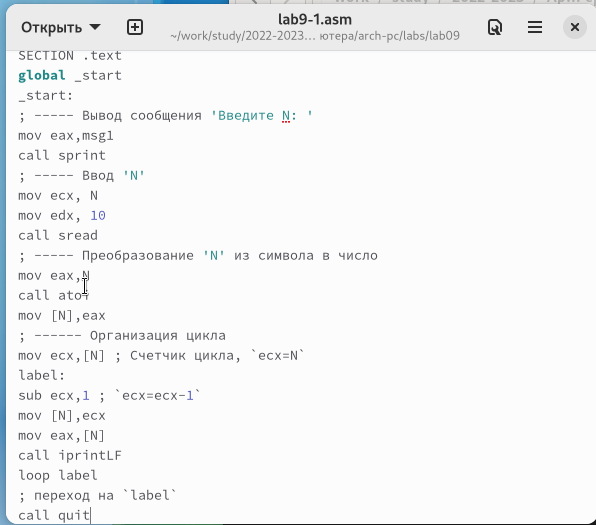 Открыть
lab9-1.asm
~/work/study/2022-2023… ютера/arch-pc/labs/lab09
SECTION .text
global _start
_start:
; ----- Вывод сообщения 'Введите N: '
mov eax,msg1
call sprint
; ----- Ввод 'N'
mov ecx, N
mov edx, 10
call sread
; ----- Преобразование 'N' из символа в число
mov eax,N
call atoi
mov [N],eax
; ------ Организация цикла
mov ecx,[N] ; Счетчик цикла, `ecx=N`
label:
sub ecx,1 ; `ecx=ecx-1`
mov [N],ecx
mov eax,[N]
call iprintLF
loop label
; переход на `label`
call quit